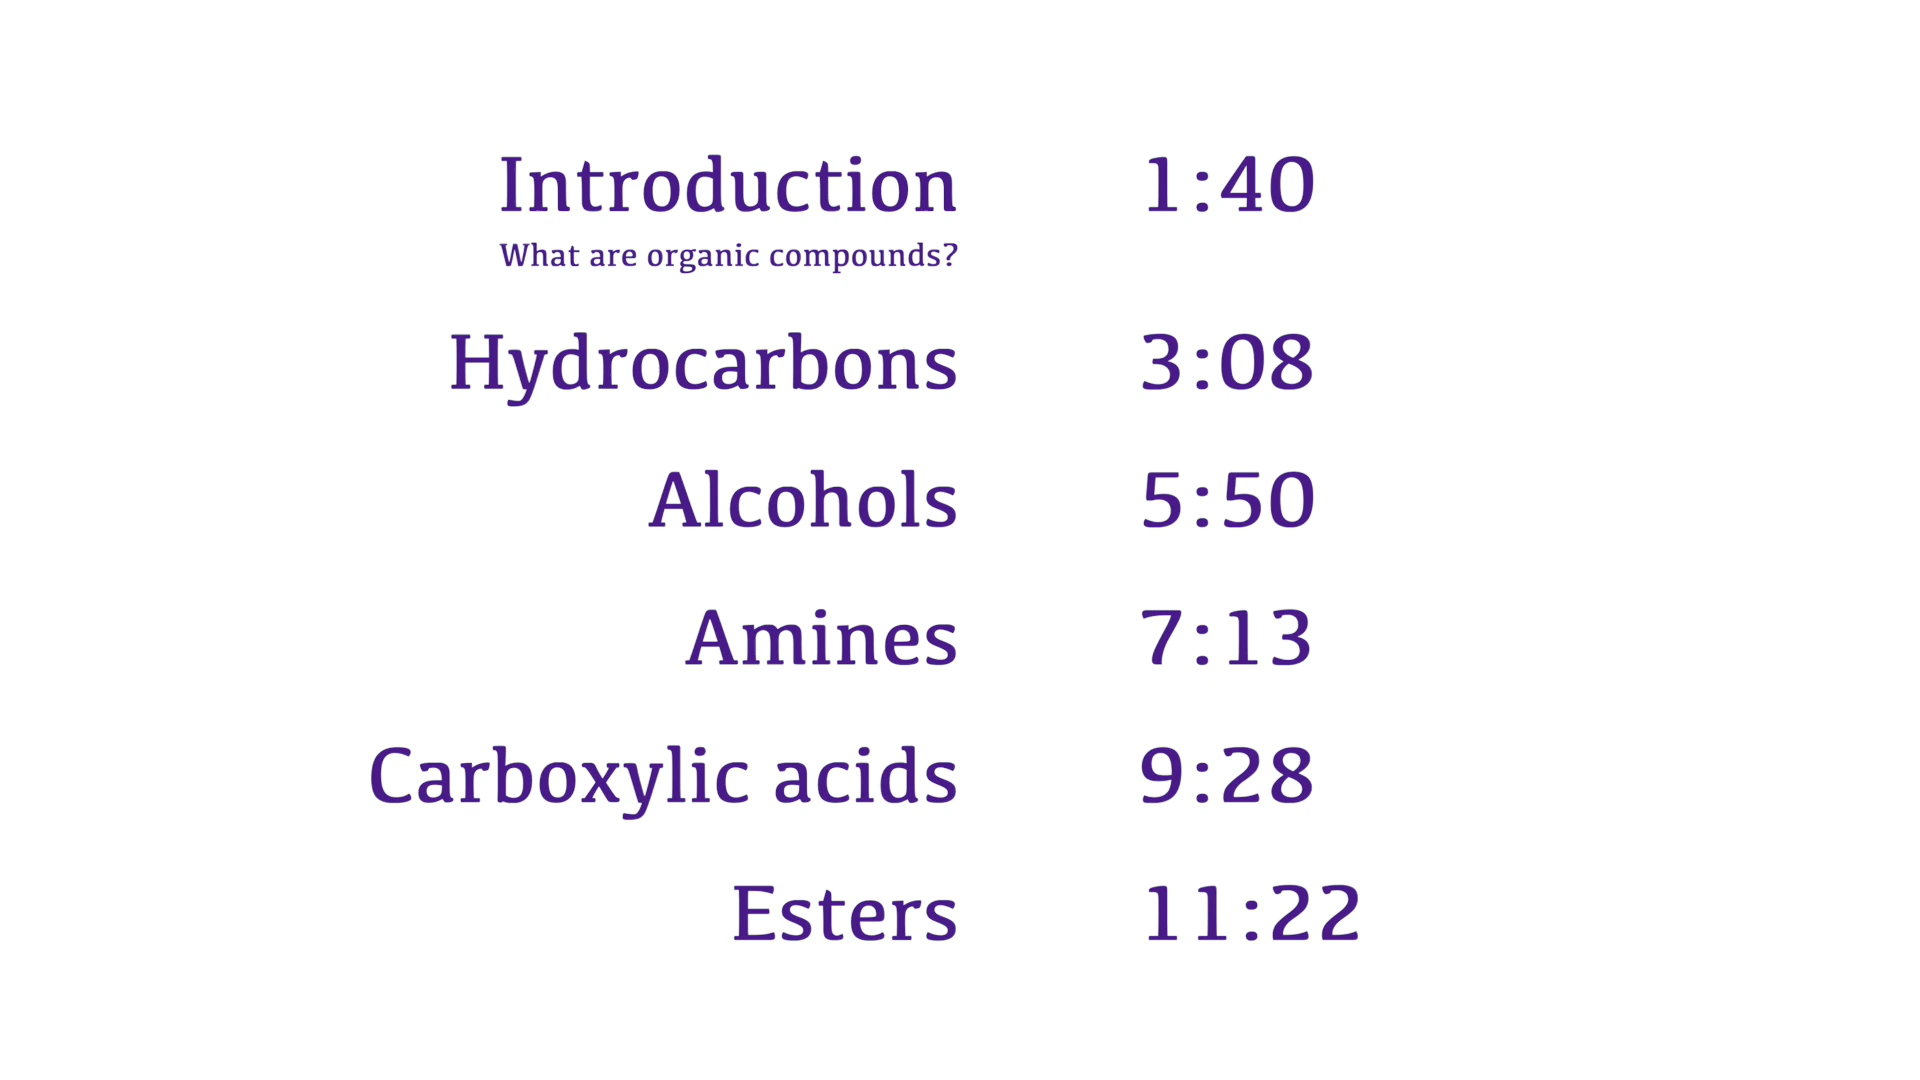 Introduction 1:40
What are organic compounds?
Hydrocarbons 3:08
Alcohols 5:50
Amines 7:13
Carboxylic acids 9:28
Esters 11:22